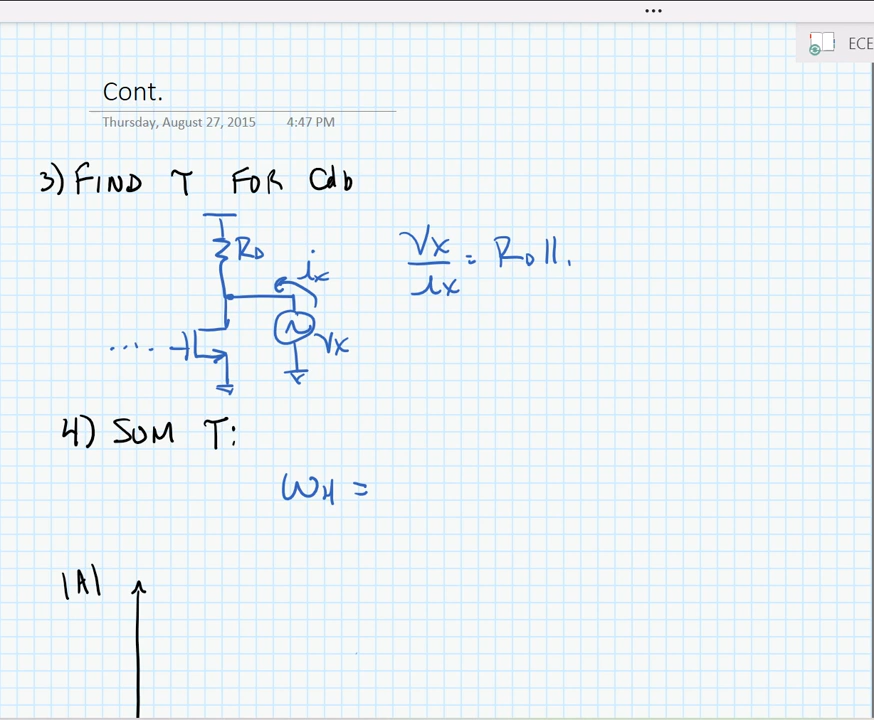 ECE
Cont.
Thursday, August 27, 2015 4:47 PM
3) FIND T FOR Cdb
RD
ix
Vx
Vx/ix = RD||.
4) SUM T:
ωH =
|A|